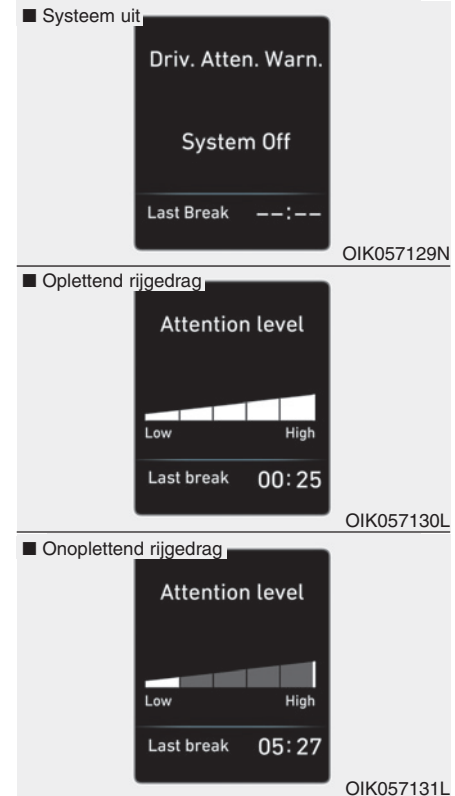 ■ Systeem uit
Driv. Atten. Warn.
System Off
Last Break --:--
OIK057129N
■ Oplettend rijgedrag
Attention level
Low High
Last break 00:25
OIK057130L
■ Onoplettend rijgedrag
Attention level
Low High
Last break 05:27
OIK057131L